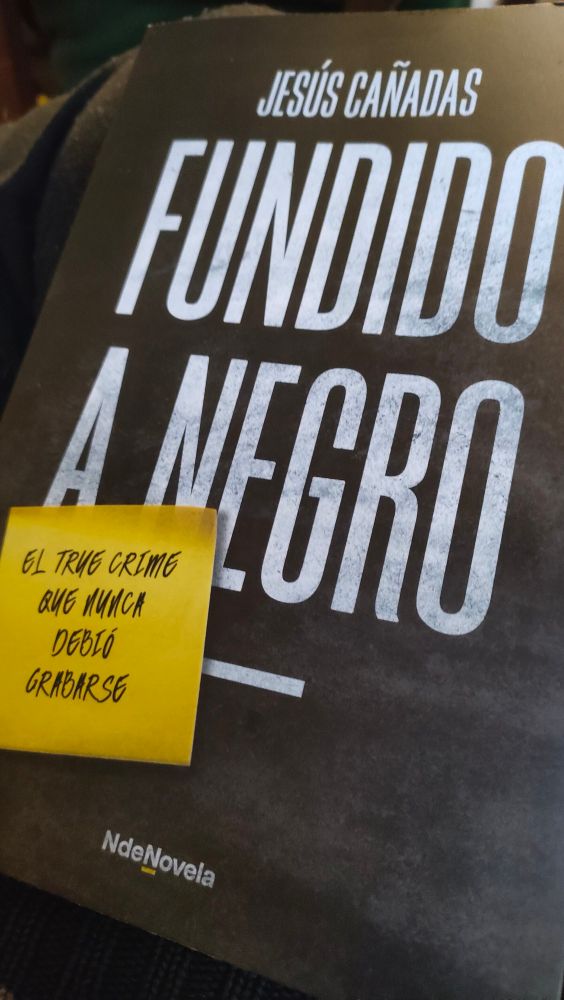 JESÚS CAÑADAS
FUNDIDO
A NEGRO
EL TRUE CRIME
QUE NUNCA
DEBIÓ
GRABARSE
NdeNovela